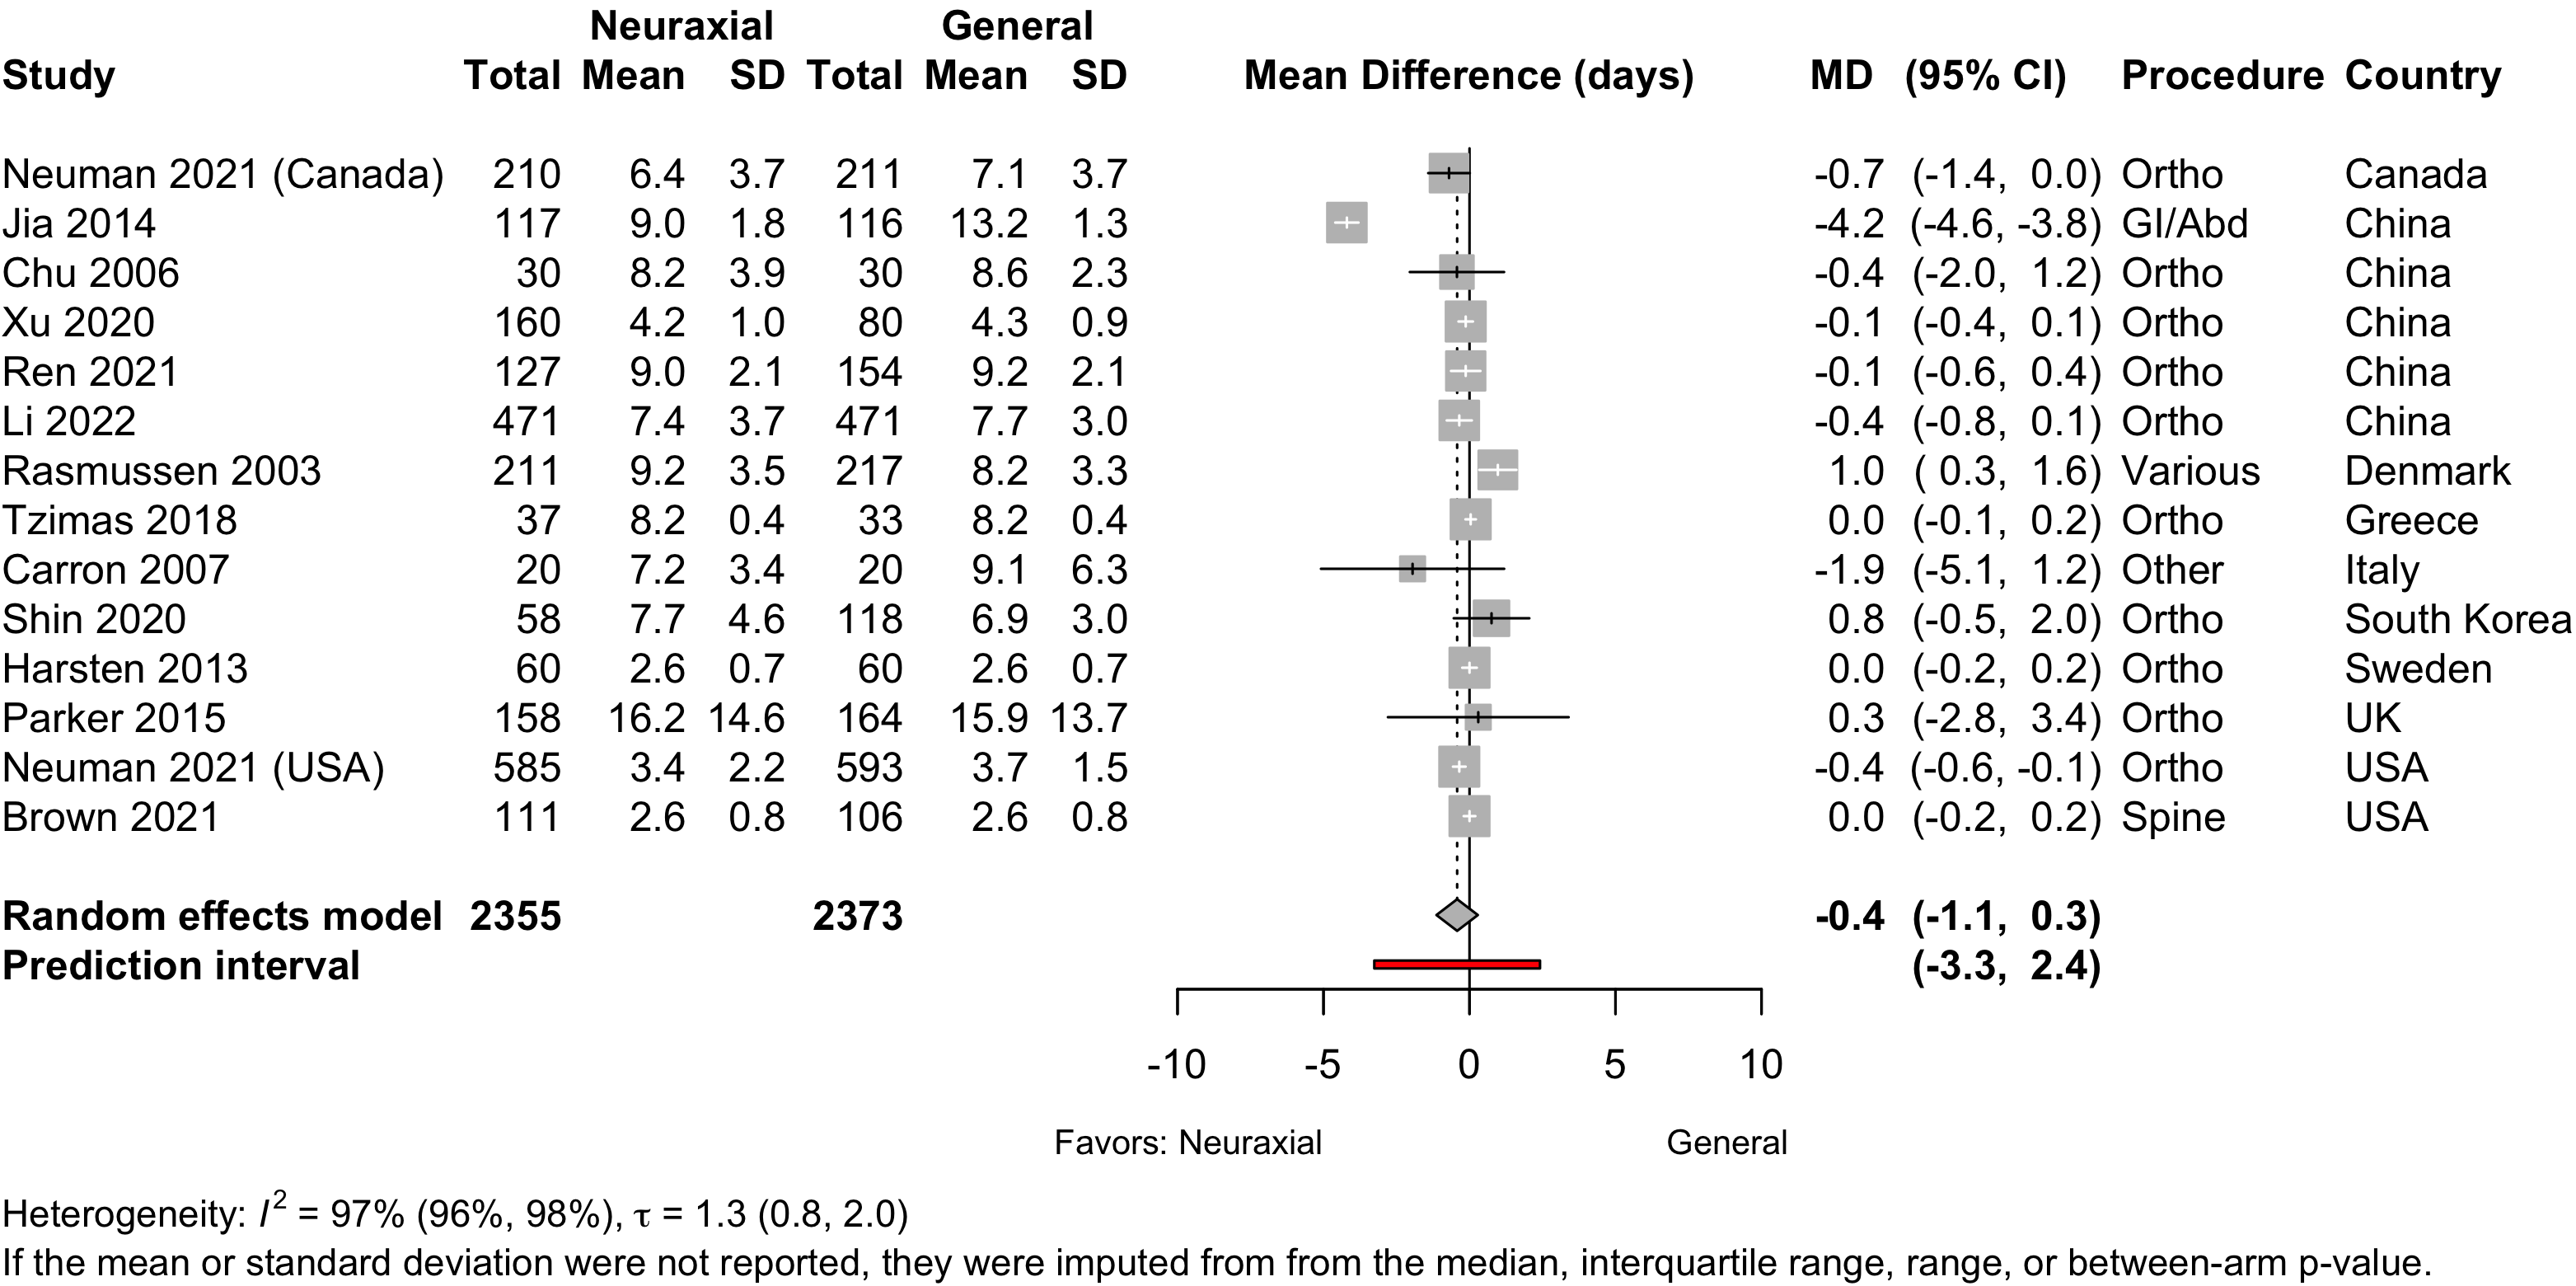 Neuraxial General
Study Total Mean SD Total Mean SD Mean Difference (days) MD (95% CI) Procedure Country
Neuman 2021 (Canada) 210 6.4 3.7 211 7.1 3.7 -0.7 (-1.4, 0.0) Ortho Canada
Jia 2014 117 9.0 1.8 116 13.2 1.3 -4.2 (-4.6, -3.8) GI/Abd China
Chu 2006 30 8.2 3.9 30 8.6 2.3 -0.4 (-2.0, 1.2) Ortho China
Xu 2020 160 4.2 1.0 80 4.3 0.9 -0.1 (-0.4, 0.1) Ortho China
Ren 2021 127 9.0 2.1 154 9.2 2.1 -0.1 (-0.6, 0.4) Ortho China
Li 2022 471 7.4 3.7 471 7.7 3.0 -0.4 (-0.8, 0.1) Ortho China
Rasmussen 2003 211 9.2 3.5 217 8.2 3.3 1.0 ( 0.3, 1.6) Various Denmark
Tzimas 2018 37 8.2 0.4 33 8.2 0.4 0.0 (-0.1, 0.2) Ortho Greece
Carron 2007 20 7.2 3.4 20 9.1 6.3 -1.9 (-5.1, 1.2) Other Italy
Shin 2020 58 7.7 4.6 118 6.9 3.0 0.8 (-0.5, 2.0) Ortho South Korea
Harsten 2013 60 2.6 0.7 60 2.6 0.7 0.0 (-0.2, 0.2) Ortho Sweden
Parker 2015 158 16.2 14.6 164 15.9 13.7 0.3 (-2.8, 3.4) Ortho UK
Neuman 2021 (USA) 585 3.4 2.2 593 3.7 1.5 -0.4 (-0.6, -0.1) Ortho USA
Brown 2021 111 2.6 0.8 106 2.6 0.8 0.0 (-0.2, 0.2) Spine USA
Random effects model 2355 2373 -0.4 (-1.1, 0.3)
Prediction interval (-3.3, 2.4)
-10 -5 0 5 10
Favors: Neuraxial General
Heterogeneity: I² = 97% (96%, 98%), τ = 1.3 (0.8, 2.0)
If the mean or standard deviation were not reported, they were imputed from from the median, interquartile range, range, or between-arm p-value.